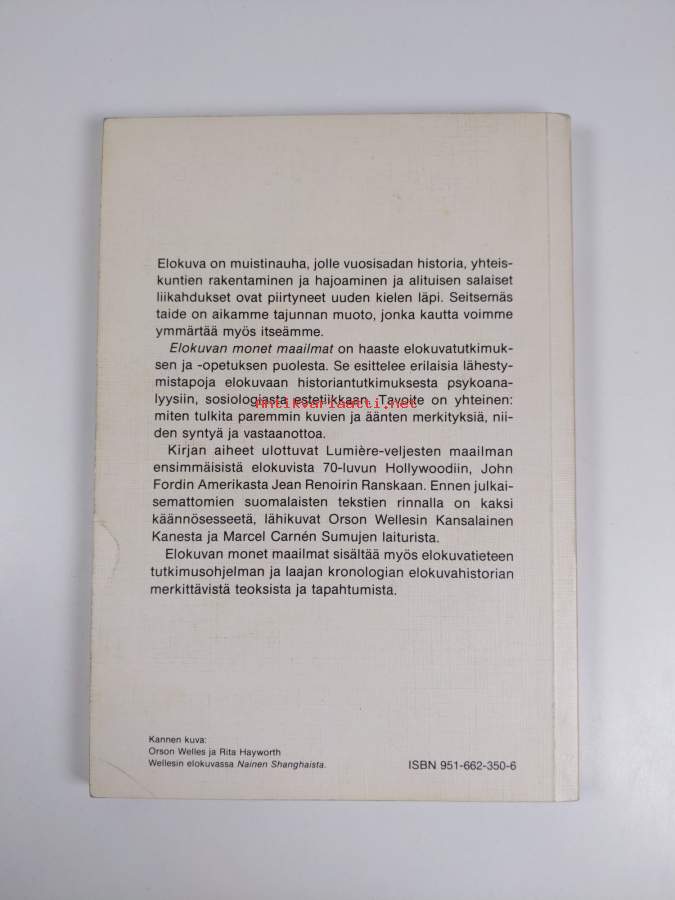 Elokuva on muistinauha, jolle vuosisadan historia, yhteis-
kuntien rakentaminen ja hajoaminen ja alituisen salaiset
liikahdukset ovat piirtyneet uuden kielen läpi. Seitsemäs
taide on aikamme tajunnan muoto, jonka kautta voimme
ymmärtää myös itseämme.
Elokuvan monet maailmat on haaste elokuvatutkimuk-
sen ja -opetuksen puolesta. Se esittelee erilaisia lähesty-
mistapoja elokuvaan historiantutkimuksesta psykoana-
lyysiin, sosiologiasta estetiikkaan. Tavoite on yhteinen:
antikvariaatti.net
miten tulkita paremmin kuvien ja äänten merkityksiä, nii-
den syntyä ja vastaanottoa.
Kirjan aiheet ulottuvat Lumière-veljesten maailman
ensimmäisistä elokuvista 70-luvun Hollywoodiin, John
Fordin Amerikasta Jean Renoirin Ranskaan. Ennen julkai-
semattomien suomalaisten tekstien rinnalla on kaksi
käännösesseetä, lähikuvat Orson Wellesin Kansalainen
Kanesta ja Marcel Carnén Sumujen laiturista.
Elokuvan monet maailmat sisältää myös elokuvatieteen
tutkimusohjelman ja laajan kronologian elokuvahistorian
merkittävistä teoksista ja tapahtumista.
Kannen kuva:
Orson Welles ja Rita Hayworth
Wellesin elokuvassa Nainen Shanghaista.
ISBN 951-662-350-6